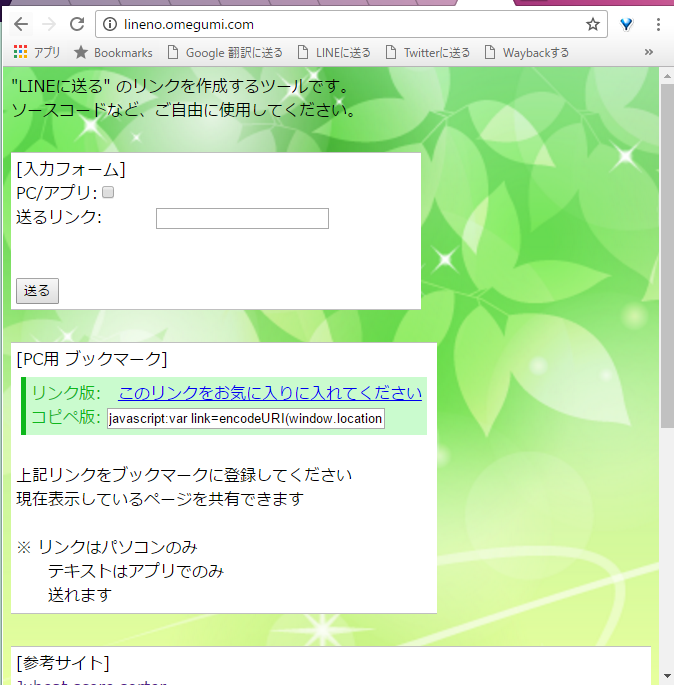 lineno.omegumi.com
アプリ Bookmarks Google 翻訳に送る LINEに送る Twitterに送る Waybackする »
"LINEに送る" のリンクを作成するツールです。
ソースコードなど、ご自由に使用してください。
[入力フォーム]
PC/アプリ:
送るリンク:
送る
[PC用 ブックマーク]
リンク版: このリンクをお気に入りに入れてください
コピペ版: javascript:var link=encodeURI(window.location
上記リンクをブックマークに登録してください
現在表示しているページを共有できます
※ リンクはパソコンのみ
テキストはアプリでのみ
送れます
[参考サイト]